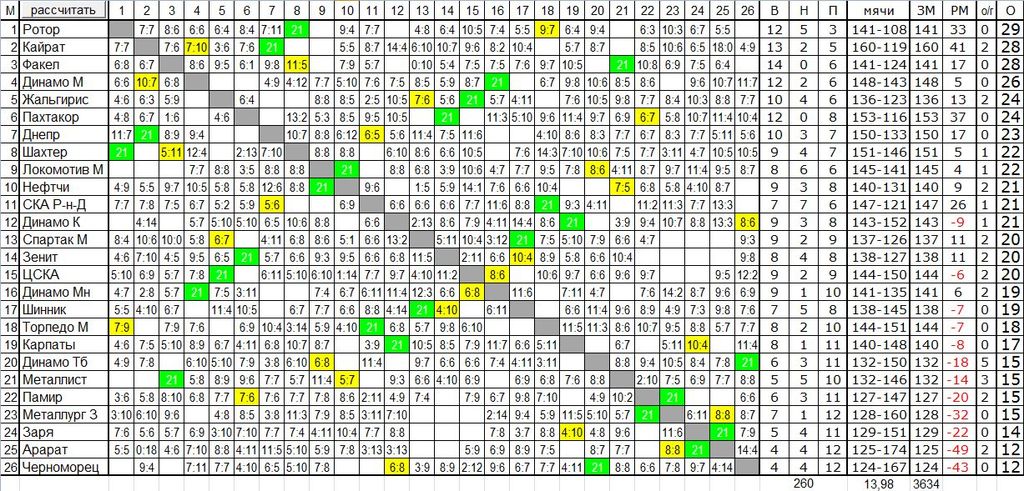 М рассчитать 1 2 3 4 5 6 7 8 9 10 11 12 13 14 15 16 17 18 19 20 21 22 23 24 25 26 В Н П мячи ЗМ РМ о/г О
1 Ротор 7:7 8:6 6:6 6:4 8:4 7:11 21 9:4 7:7 4:8 6:4 10:5 7:4 5:5 9:7 6:4 9:4 6:3 10:3 6:7 5:5 12 5 3 141-108 141 33 0 29
2 Кайрат 7:7 7:6 7:10 3:6 7:6 21 5:5 8:7 14:4 6:10 10:7 9:6 8:2 10:4 5:7 8:7 8:5 10:6 6:5 18:0 4:9 13 2 5 160-119 160 41 2 28
3 Факел 6:8 6:7 8:6 9:5 6:1 9:8 11:5 7:9 5:7 0:10 5:4 7:5 7:5 7:6 9:7 8:3 21 10:8 6:9 7:5 6:4 14 0 6 141-124 141 17 0 28
4 Динамо М 6:6 10:7 6:8 4:9 4:12 7:7 5:10 7:6 7:5 8:5 5:9 8:7 21 7:6 9:8 10:6 8:5 8:6 9:6 10:7 11:7 12 2 6 148-143 148 5 0 26
5 Жальгирис 4:6 6:3 5:9 6:4 8:8 8:5 2:5 10:5 7:6 5:6 21 5:7 4:11 7:6 10:5 9:8 7:7 8:4 10:3 8:8 7:7 10 4 6 136-123 136 13 2 24
6 Пахтакор 4:8 6:7 1:6 4:6 13:2 5:3 8:5 9:5 10:5 21 11:3 5:10 9:6 11:4 9:7 6:9 6:7 5:8 10:7 11:4 10:4 12 0 8 153-116 153 37 0 24
7 Днепр 11:7 21 8:9 9:4 10:7 8:8 6:12 6:5 5:6 11:4 7:5 11:6 4:10 8:6 8:3 7:7 6:7 8:3 7:7 5:11 5:6 10 3 7 150-133 150 17 0 23
8 Шахтер 21 5:11 12:4 2:13 7:10 8:8 8:8 6:10 8:6 6:6 10:5 7:6 14:3 7:10 10:6 7:5 7:7 3:11 4:7 10:5 10:5 9 4 7 151-146 151 5 1 22
9 Локомотив М 7:7 8:8 3:5 8:8 8:8 21 8:8 6:8 3:9 10:6 4:7 7:7 9:5 7:8 8:6 4:11 8:7 9:7 11:4 9:5 8:7 8 6 6 145-141 145 4 1 22
10 Нефтчи 4:9 5:5 9:7 10:5 5:8 5:8 12:6 8:8 21 9:6 1:5 5:9 14:1 7:6 6:6 10:4 21 7:5 6:8 5:8 4:10 8:7 9 3 8 140-131 140 9 2 21
11 СКА Р-н-Д 7:7 7:8 7:5 6:7 5:2 5:9 5:6 6:9 6:6 6:6 6:6 7:7 11:6 8:8 21 9:3 4:11 11:2 11:3 7:7 13:3 7 7 6 147-121 147 26 1 21
12 Динамо К 4:14 5:7 5:10 5:10 6:5 10:6 8:8 6:6 2:13 8:6 7:9 4:11 11:4 8:6 21 3:9 9:4 10:7 8:8 13:3 8:6 9 3 8 143-152 143 -9 1 21
13 Спартак М 8:4 10:6 10:0 5:8 6:7 4:11 6:8 8:6 5:1 6:6 13:2 5:11 10:4 3:12 21 7:5 5:10 7:9 6:6 4:7 9:3 9 2 9 137-126 137 11 2 20
14 Зенит 4:6 7:10 4:5 9:5 6:5 21 5:7 6:6 9:3 9:5 6:6 6:8 11:5 2:11 6:6 10:4 8:9 5:8 6:6 10:4 8 4 8 138-127 138 11 2 20
15 ЦСКА 5:10 6:9 5:7 7:8 21 6:11 5:10 6:10 1:14 7:7 9:7 4:10 11:2 8:6 10:6 9:7 6:6 9:6 9:7 9:5 12:2 9 2 9 144-150 144 -6 2 20
16 Динамо Мн 4:7 2:8 5:7 21 7:5 3:11 7:4 6:7 6:11 11:4 12:3 6:6 6:8 11:6 7:11 4:7 7:6 14:2 8:7 9:6 6:9 9 1 10 141-135 141 6 2 19
17 Шинник 5:5 4:10 6:7 11:4 10:5 6:7 7:7 6:6 8:8 4:14 21 4:10 6:11 6:6 11:4 9:6 8:9 4:9 7:3 9:8 7:6 7 5 8 138-145 138 -7 0 19
18 Торпедо М 7:9 7:9 7:6 6:9 10:4 3:14 5:9 4:10 11 6:8 5:7 9:8 6:10 11:5 11:3 8:6 10:7 9:5 8:8 5:7 7:7 8 2 10 144-151 144 -7 0 18
19 Карпаты 4:6 7:5 5:10 8:9 6:7 4:11 6:8 10:7 8:7 3:9 21 10:5 8:5 7:9 11:7 6:6 5:11 6:7 5:11 8:7 10:4 11:4 8 1 11 140-148 140 -8 0 17
20 Динамо Тб 4:9 7:8 6:10 5:10 7:9 3:8 6:10 6:8 11:4 9:7 6:6 6:6 7:4 4:11 3:11 8:8 9:4 10:5 8:4 7:8 21 6 3 11 132-150 132 -18 5 15
21 Металлист 21 5:8 8:9 9:6 7:7 5:7 11:4 5:7 9:3 6:6 4:10 6:9 6:9 6:8 7:6 8:8 2:10 7:5 6:9 7:7 8:8 5 5 10 132-146 132 -14 3 15
22 Памир 3:6 5:8 8:10 6:8 7:7 7:6 7:6 7:7 7:8 8:6 2:11 4:9 7:4 7:9 6:7 9:8 7:10 4:9 10:2 21 6:6 6 3 11 127-147 127 -20 2 15
23 Металлург З 3:10 6:10 9:6 4:8 8:5 3:8 11:3 7:9 8:5 3:11 7:10 2:14 9:4 5:9 11:5 5:10 5:7 21 6:11 8:8 8:7 7 1 12 128-160 128 -32 0 15
24 Заря 7:6 5:6 5:7 6:9 3:10 7:10 7:7 7:4 4:11 10:4 7:7 8:8 7:8 3:7 8:8 4:10 4:8 9:6 11:6 21 7:9 5 4 11 129-151 129 -22 0 14
25 Арарат 5:5 0:18 4:6 7:10 8:8 4:11 11:5 5:10 5:9 7:8 3:13 3:13 5:9 6:9 8:9 7:5 8:7 7:7 8:8 21 14:4 4 4 12 125-174 125 -49 2 12
26 Черноморец 9:4 7:11 7:7 4:10 6:5 5:10 7:8 6:8 3:9 8:9 2:12 9:6 6:7 7:7 4:11 21 8:8 6:6 7:8 9:7 4:14 4 4 12 124-167 124 -43 0 12
260 13,98 3634